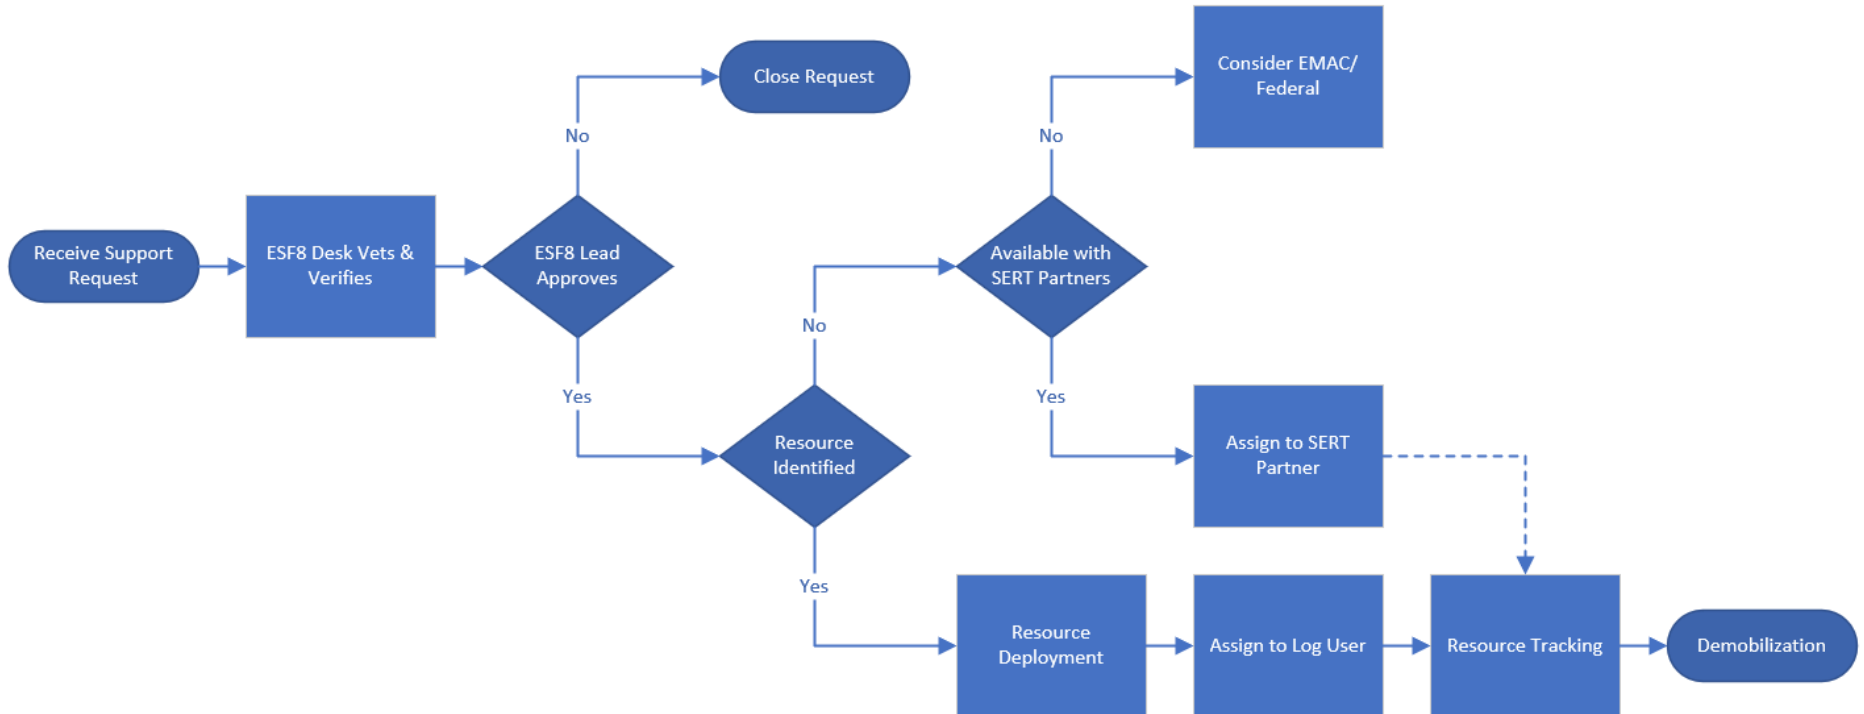 Close Request
Consider EMAC/
Federal
No
No
Receive Support
Request
ESF8 Desk Vets &
Verifies
ESF8 Lead
Approves
Available with
SERT Partners
No
Yes
Yes
Resource
Identified
Assign to SERT
Partner
Yes
Resource
Deployment
Assign to Log User
Resource Tracking
Demobilization